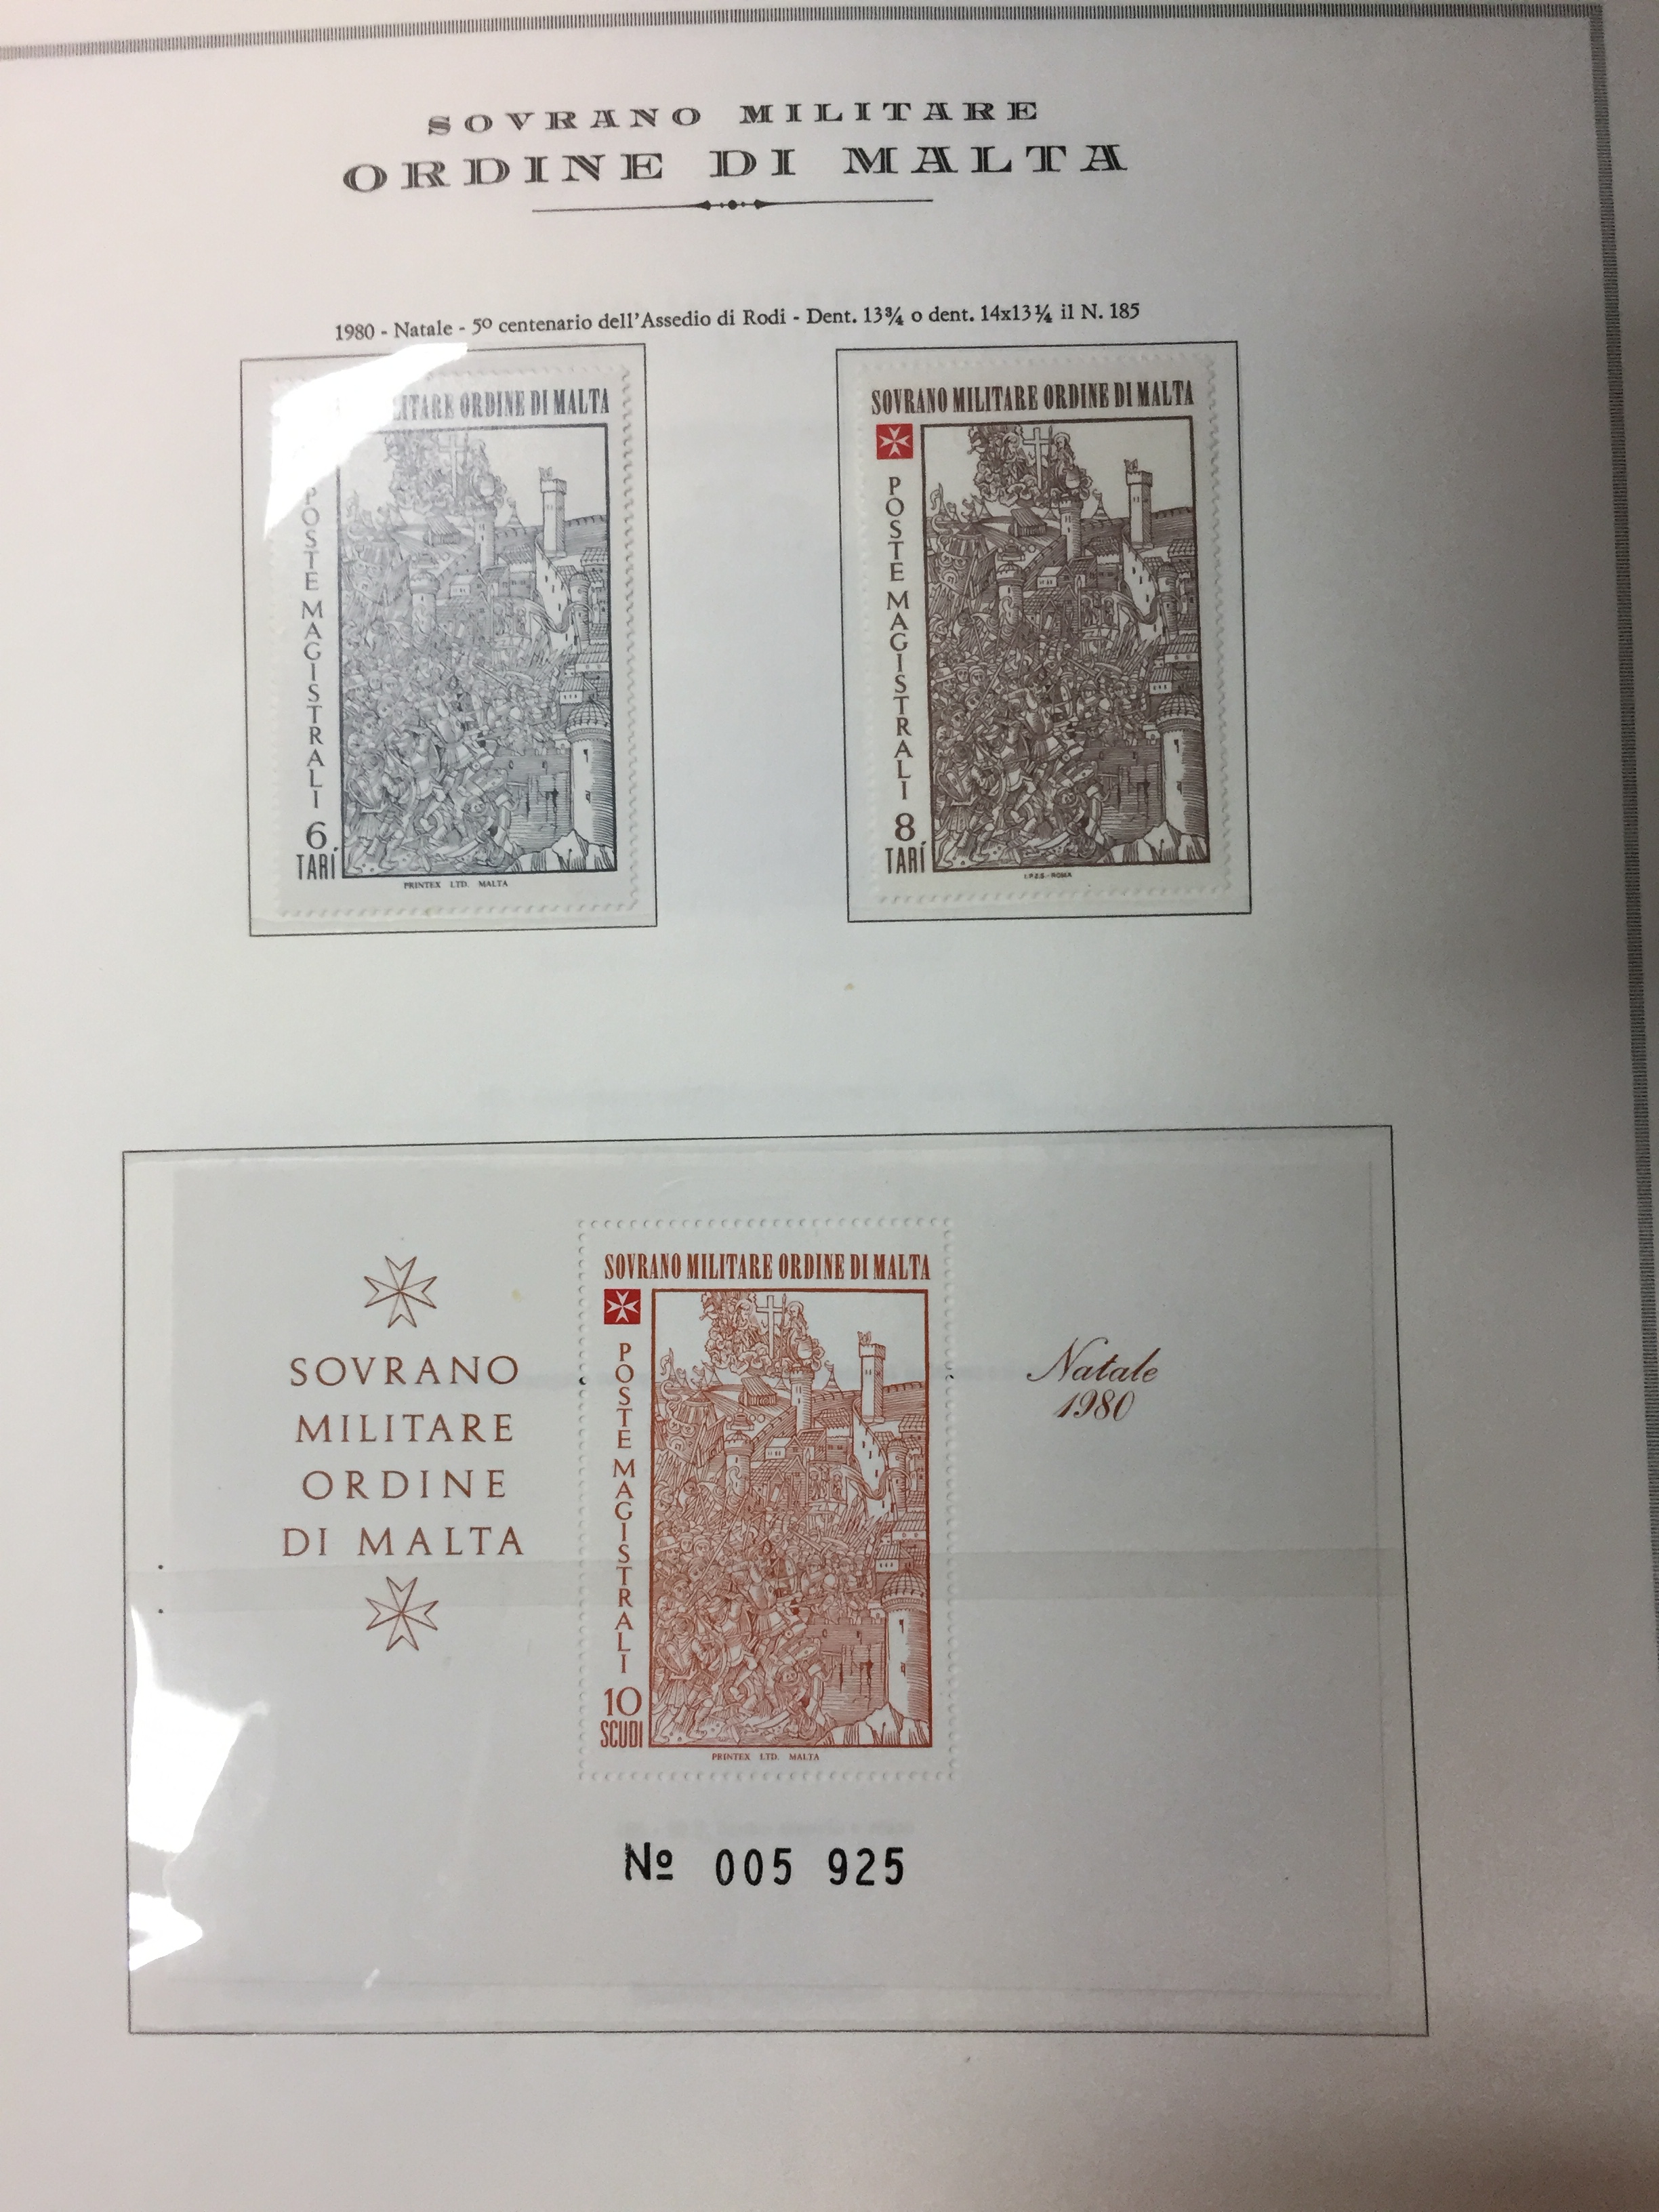 SOVRANO MILITARE
ORDINE DI MALTA
1980 - Natale - 5º centenario dell'Assedio di Rodi - Dent. 13¾ o dent. 14x13¼ il N. 185
ORDINE DI MALTA
POSTE MAGISTRALI
6
TARÍ
PRINTEX LTD. MALTA
SOVRANO MILITARE ORDINE DI MALTA
POSTE MAGISTRALI
8
TARÍ
I.P.Z.S.-ROMA
SOVRANO
MILITARE
ORDINE
DI MALTA
SOVRANO MILITARE ORDINE DI MALTA
POSTE MAGISTRALI
10
SCUDI
PRINTEX LTD. MALTA
Natale
1980
Nº 005 925